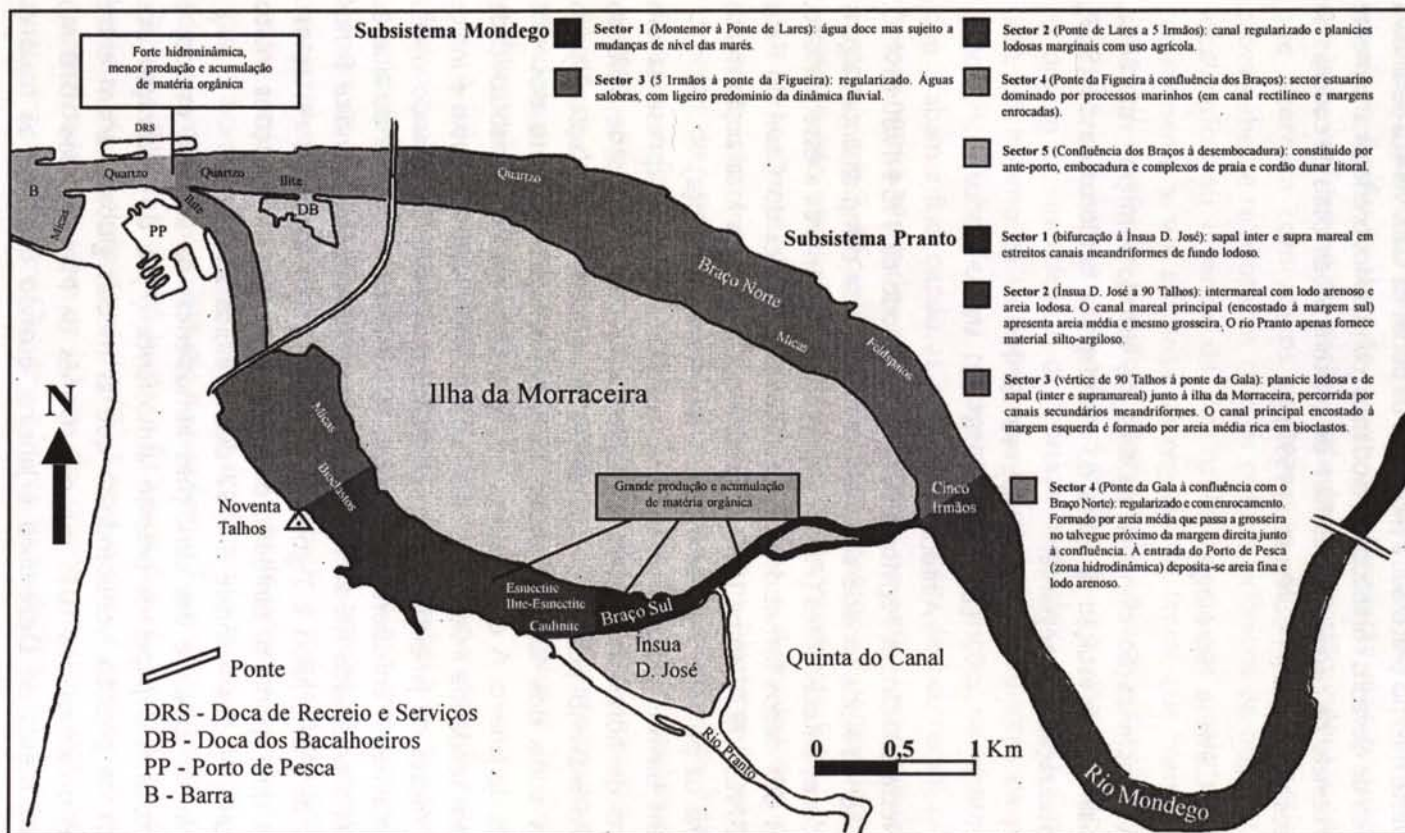 Forte hidroninâmica,
menor produção e acumulação
de matéria orgânica
Subsistema Mondego
Sector 1 (Montemor à Ponte de Lares): água doce mas sujeito a
mudanças de nível das marés.
Sector 3 (5 Irmãos à ponte da Figueira): regularizado. Águas
salobras, com ligeiro predomínio da dinâmica fluvial.
Sector 2 (Ponte de Lares a 5 Irmãos): canal regularizado e planícies
lodosas marginais com uso agrícola.
Sector 4 (Ponte da Figueira à confluência dos Braços): sector estuarino
dominado por processos marinhos (em canal rectilíneo e margens
enrocadas).
Sector 5 (Confluência dos Braços à desembocadura): constituído por
ante-porto, embocadura e complexos de praia e cordão dunar litoral.
Subsistema Pranto
Sector 1 (bifurcação à Ínsua D. José): sapal inter e supra mareal em
estreitos canais meandriformes de fundo lodoso.
Sector 2 (Ínsua D. José a 90 Talhos): intermareal com lodo arenoso e
areia lodosa. O canal mareal principal (encostado à margem sul)
apresenta areia média e mesmo grosseira. O rio Pranto apenas fornece
material silto-argiloso.
Sector 3 (vértice de 90 Talhos à ponte da Gala): planície lodosa e de
sapal (inter e supramareal) junto à ilha da Morraceira, percorrida por
canais secundários meandriformes. O canal principal encostado à
margem esquerda é formado por areia média rica em bioclastos.
Sector 4 (Ponte da Gala à confluência com o
Braço Norte): regularizado e com enrocamento.
Formado por areia média que passa a grosseira
no talvegue próximo da margem direita junto
à confluência. À entrada do Porto de Pesca
(zona hidrodinâmica) deposita-se areia fina e
lodo arenoso.
DRS
B
Quartzo
Quartzo
Ilite
Quartzo
Micas
Ilite
DB
PP
Braço Norte
Micas
Feldspatos
Ilha da Morraceira
N
Micas
Bioclastos
Noventa
Talhos
Grande produção e acumulação
de matéria orgânica
Cinco
Irmãos
Esmectite
Ilite-Esmectite
Caulinite
Braço Sul
Ínsua
D. José
Quinta do Canal
Rio Pranto
Rio Mondego
Ponte
DRS - Doca de Recreio e Serviços
DB - Doca dos Bacalhoeiros
PP - Porto de Pesca
B - Barra
0 0,5 1 Km